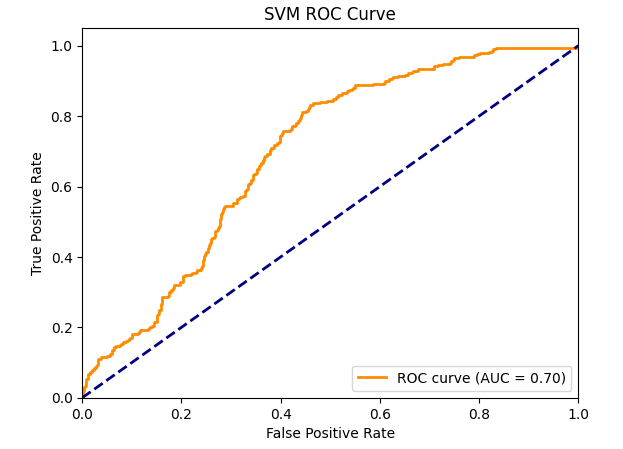 SVM ROC Curve
True Positive Rate
1.0
0.8
0.6
0.4
0.2
0.0
ROC curve (AUC = 0.70)
0.0 0.2 0.4 0.6 0.8 1.0
False Positive Rate